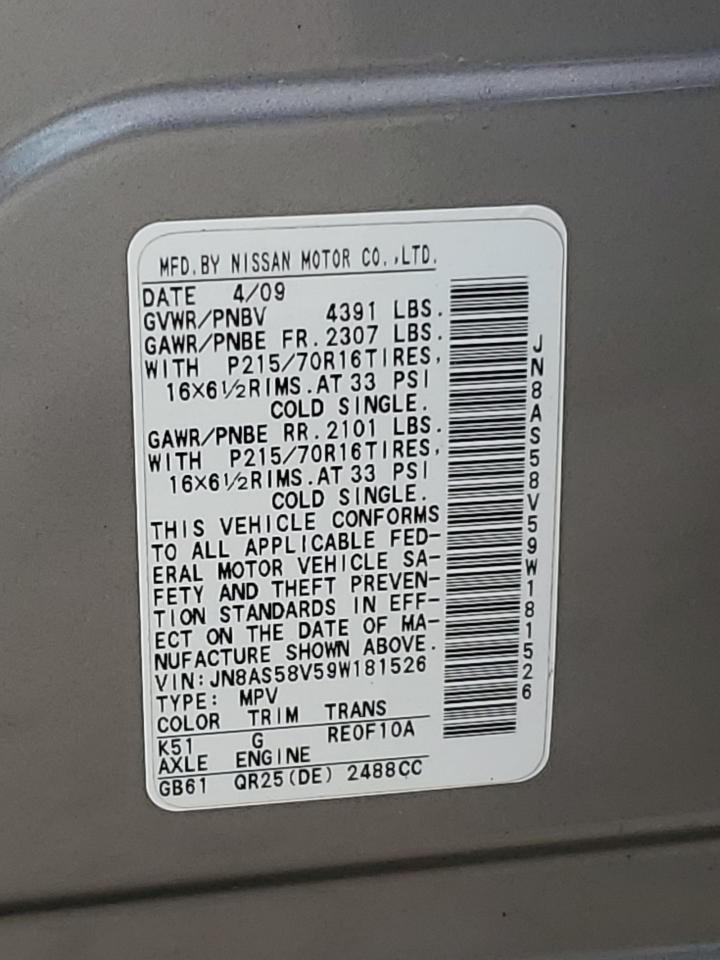 MFD. BY NISSAN MOTOR CO., LTD.
DATE 4/09
GVWR/PNBV 4391 LBS.
GAWR/PNBE FR. 2307 LBS.
WITH P215/70R16TIRES,
16X6½RIMS. AT 33 PSI
COLD SINGLE.
GAWR/PNBE RR. 2101 LBS.
WITH P215/70R16TIRES,
16X6½RIMS. AT 33 PSI
COLD SINGLE.
THIS VEHICLE CONFORMS
TO ALL APPLICABLE FED-
ERAL MOTOR VEHICLE SA-
FETY AND THEFT PREVEN-
TION STANDARDS IN EFF-
ECT ON THE DATE OF MA-
NUFACTURE SHOWN ABOVE.
VIN: JN8AS58V59W181526
TYPE: MPV
COLOR TRIM TRANS
K51 G RE0F10A
AXLE ENGINE
GB61 QR25(DE) 2488CC
JN8AS58V59W181526